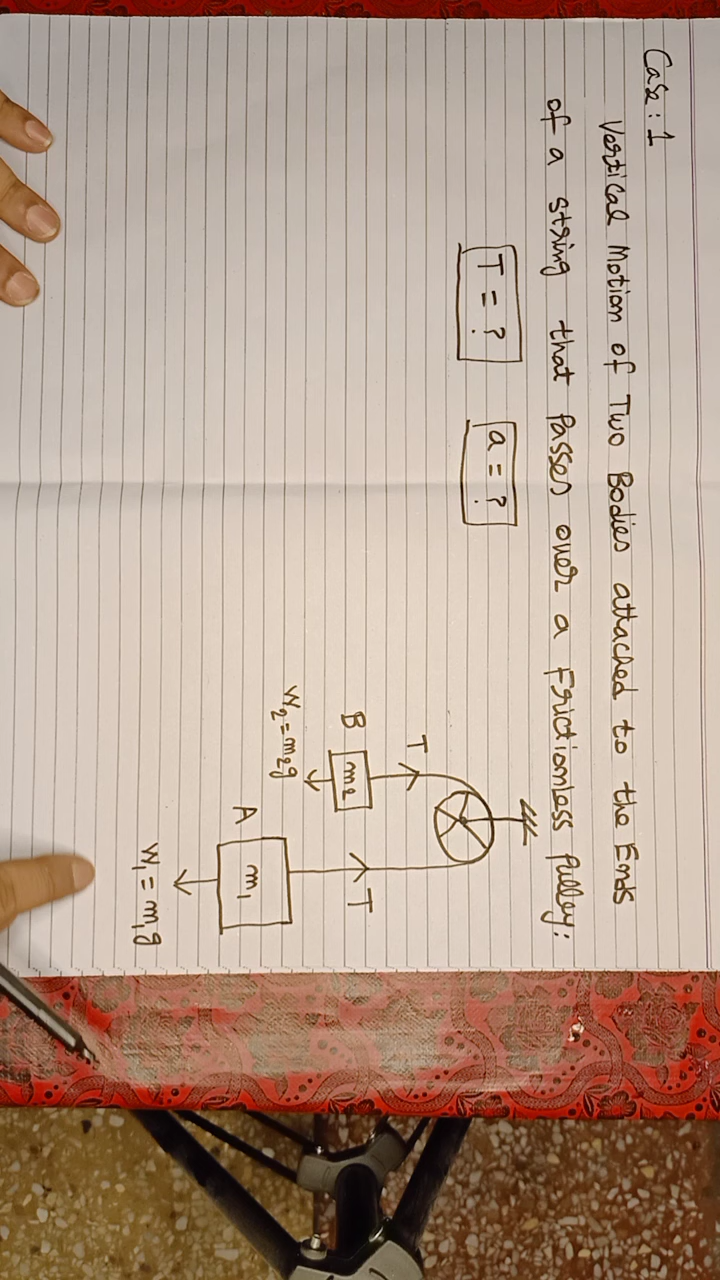 Case : 1
Vertical Motion of Two Bodies attached to the Ends
of a string that Passes over a Frictionless pulley :
T = ?
a = ?
T
T
B
m2
W2 = m2g
A
m1
W1 = m1g